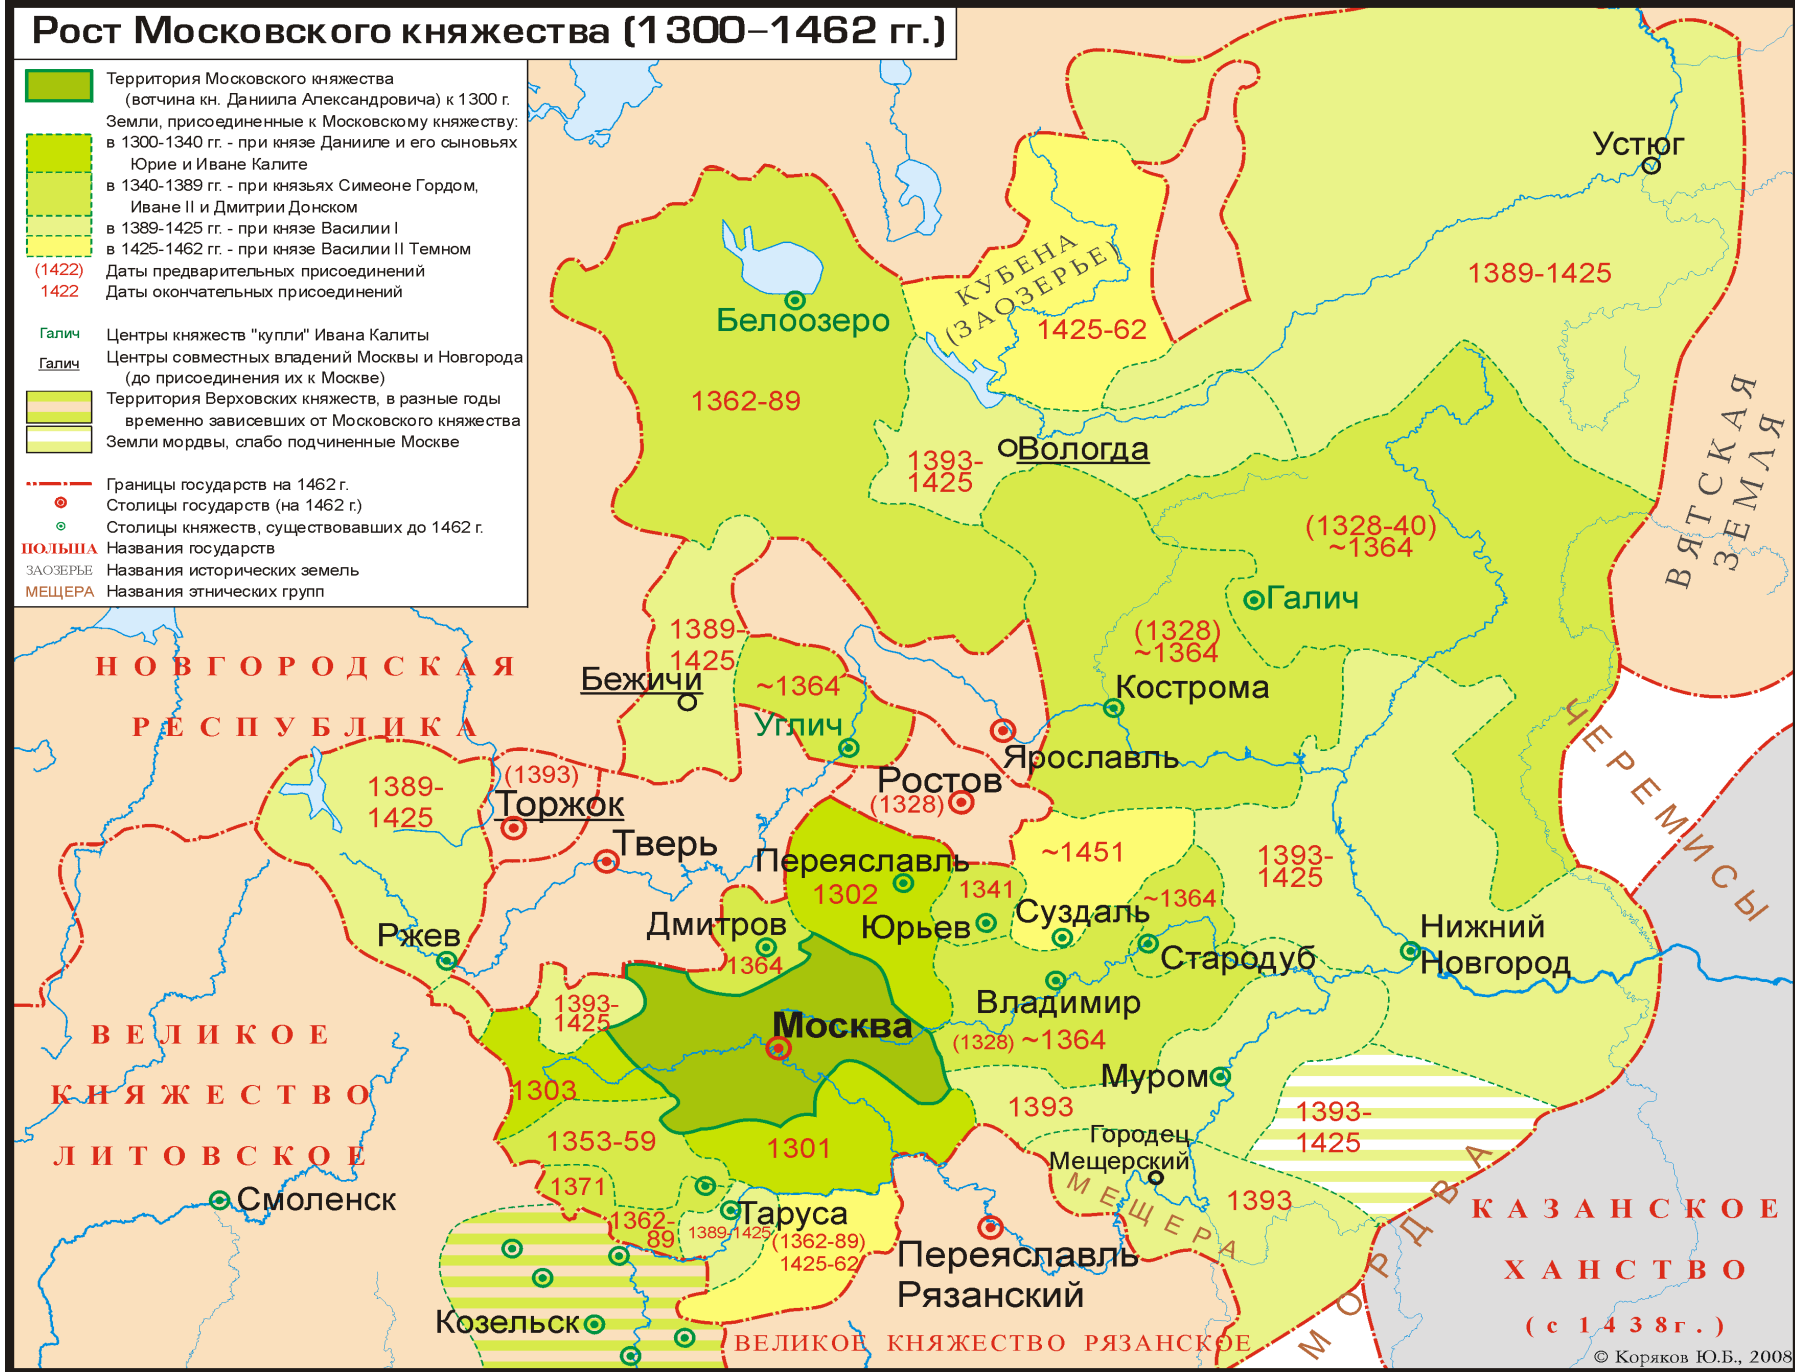 Рост Московского княжества (1300–1462 гг.)
Территория Московского княжества
(вотчина кн. Даниила Александровича) к 1300 г.
Земли, присоединенные к Московскому княжеству:
в 1300-1340 гг. - при князе Данииле и его сыновьях
Юрие и Иване Калите
в 1340-1389 гг. - при князьях Симеоне Гордом,
Иване II и Дмитрии Донском
в 1389-1425 гг. - при князе Василии I
в 1425-1462 гг. - при князе Василии II Темном
(1422) Даты предварительных присоединений
1422 Даты окончательных присоединений
Галич Центры княжеств "купли" Ивана Калиты
Галич Центры совместных владений Москвы и Новгорода
(до присоединения их к Москве)
Территория Верховских княжеств, в разные годы
временно зависевших от Московского княжества
Земли мордвы, слабо подчиненные Москве
Границы государств на 1462 г.
Столицы государств (на 1462 г.)
Столицы княжеств, существовавших до 1462 г.
ПОЛЬША Названия государств
ЗАОЗЕРЬЕ Названия исторических земель
МЕЩЕРА Названия этнических групп
Устюг
1389-1425
КУБЕНА
(ЗАОЗЕРЬЕ)
1425-62
Белоозеро
1362-89
Вологда
1393-
1425
ВЯТСКАЯ
ЗЕМЛЯ
(1328-40)
~1364
Галич
(1328)
~1364
Кострома
1389-
1425
Бежичи
~1364
Углич
Ярославль
Ростов
(1328)
НОВГОРОДСКАЯ
РЕСПУБЛИКА
1389-
1425
(1393)
Торжок
Тверь
Ржев
Переяславль
1302
1341
Юрьев
~1451
Суздаль
~1364
Стародуб
1393-
1425
Нижний
Новгород
ЧЕРЕМИСЫ
Дмитров
1364
Владимир
(1328) ~1364
1393-
1425
Москва
Муром
1303
1393
1393-
1425
ВЕЛИКОЕ
КНЯЖЕСТВО
ЛИТОВСКОЕ
Смоленск
1353-59
1301
1371
Городец
Мещерский
МЕЩЕРА
1393
МОРДВА
1362-
89
Таруса
1389-1425
(1362-89)
1425-62
Переяславль
Рязанский
Козельск
ВЕЛИКОЕ КНЯЖЕСТВО РЯЗАНСКОЕ
КАЗАНСКОЕ
ХАНСТВО
(с 1438г.)
© Коряков Ю.Б., 2008